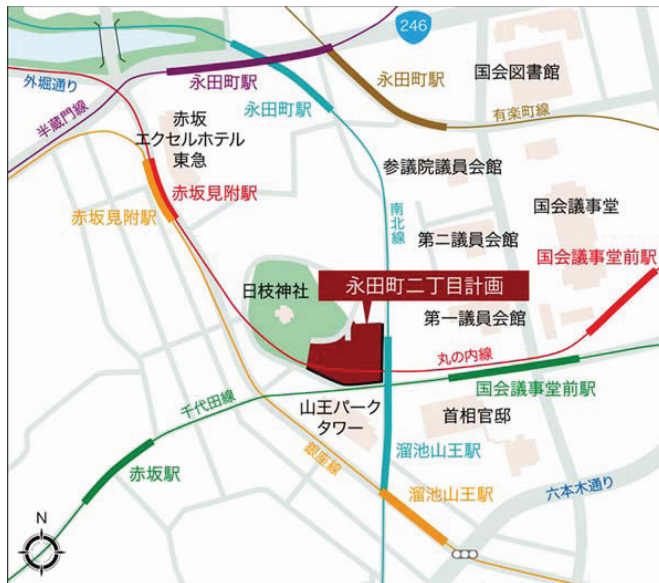 246
外堀通り
永田町駅
永田町駅
永田町駅
国会図書館
半蔵門線
有楽町線
赤坂
エクセルホテル
東急
参議院議員会館
赤坂見附駅
赤坂見附駅
南北線
国会議事堂
第二議員会館
国会議事堂前駅
日枝神社
永田町二丁目計画
第一議員会館
丸の内線
国会議事堂前駅
千代田線
山王パーク
タワー
首相官邸
銀座線
溜池山王駅
赤坂駅
溜池山王駅
六本木通り
N